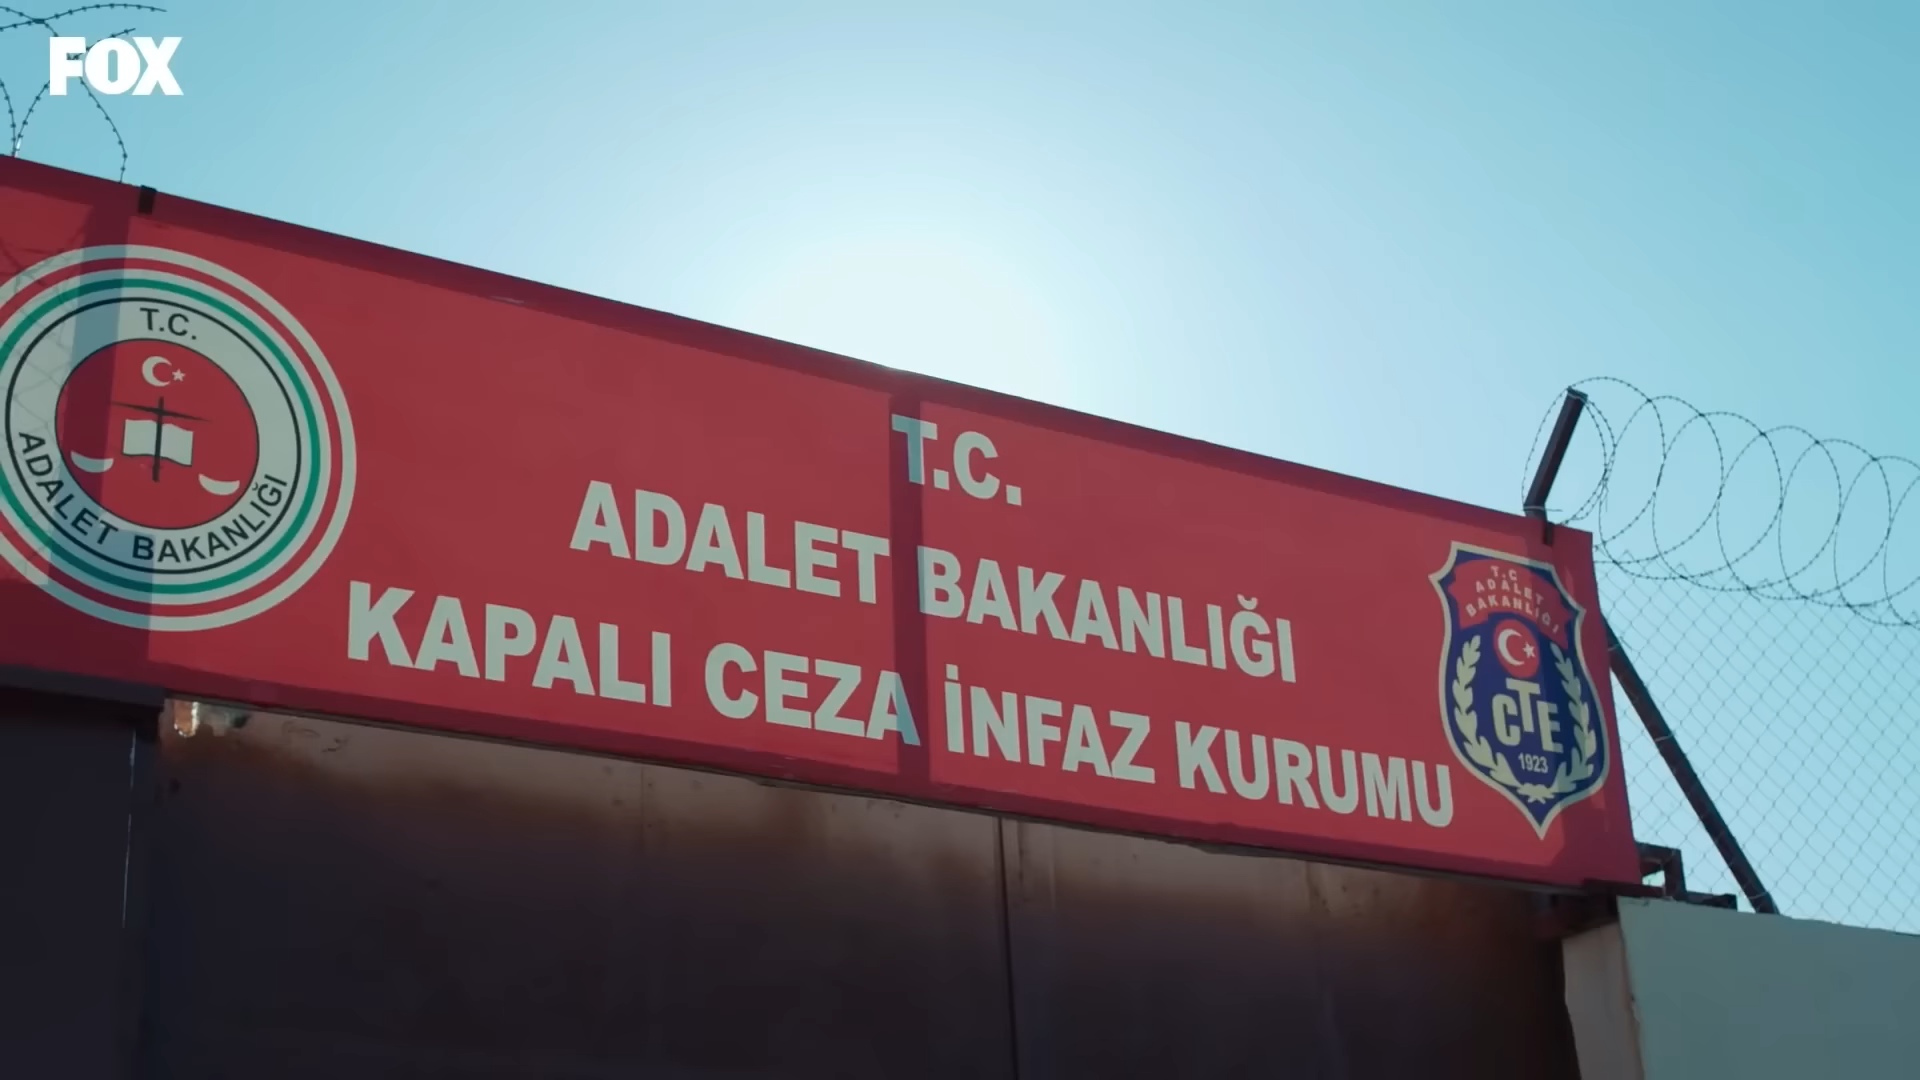 FOX
T.C.
ADALET BAKANLIĞI
T.C.
ADALET BAKANLIĞI
KAPALI CEZA İNFAZ KURUMU
T.C
ADALET
BAKANLIĞI
CTE
1923